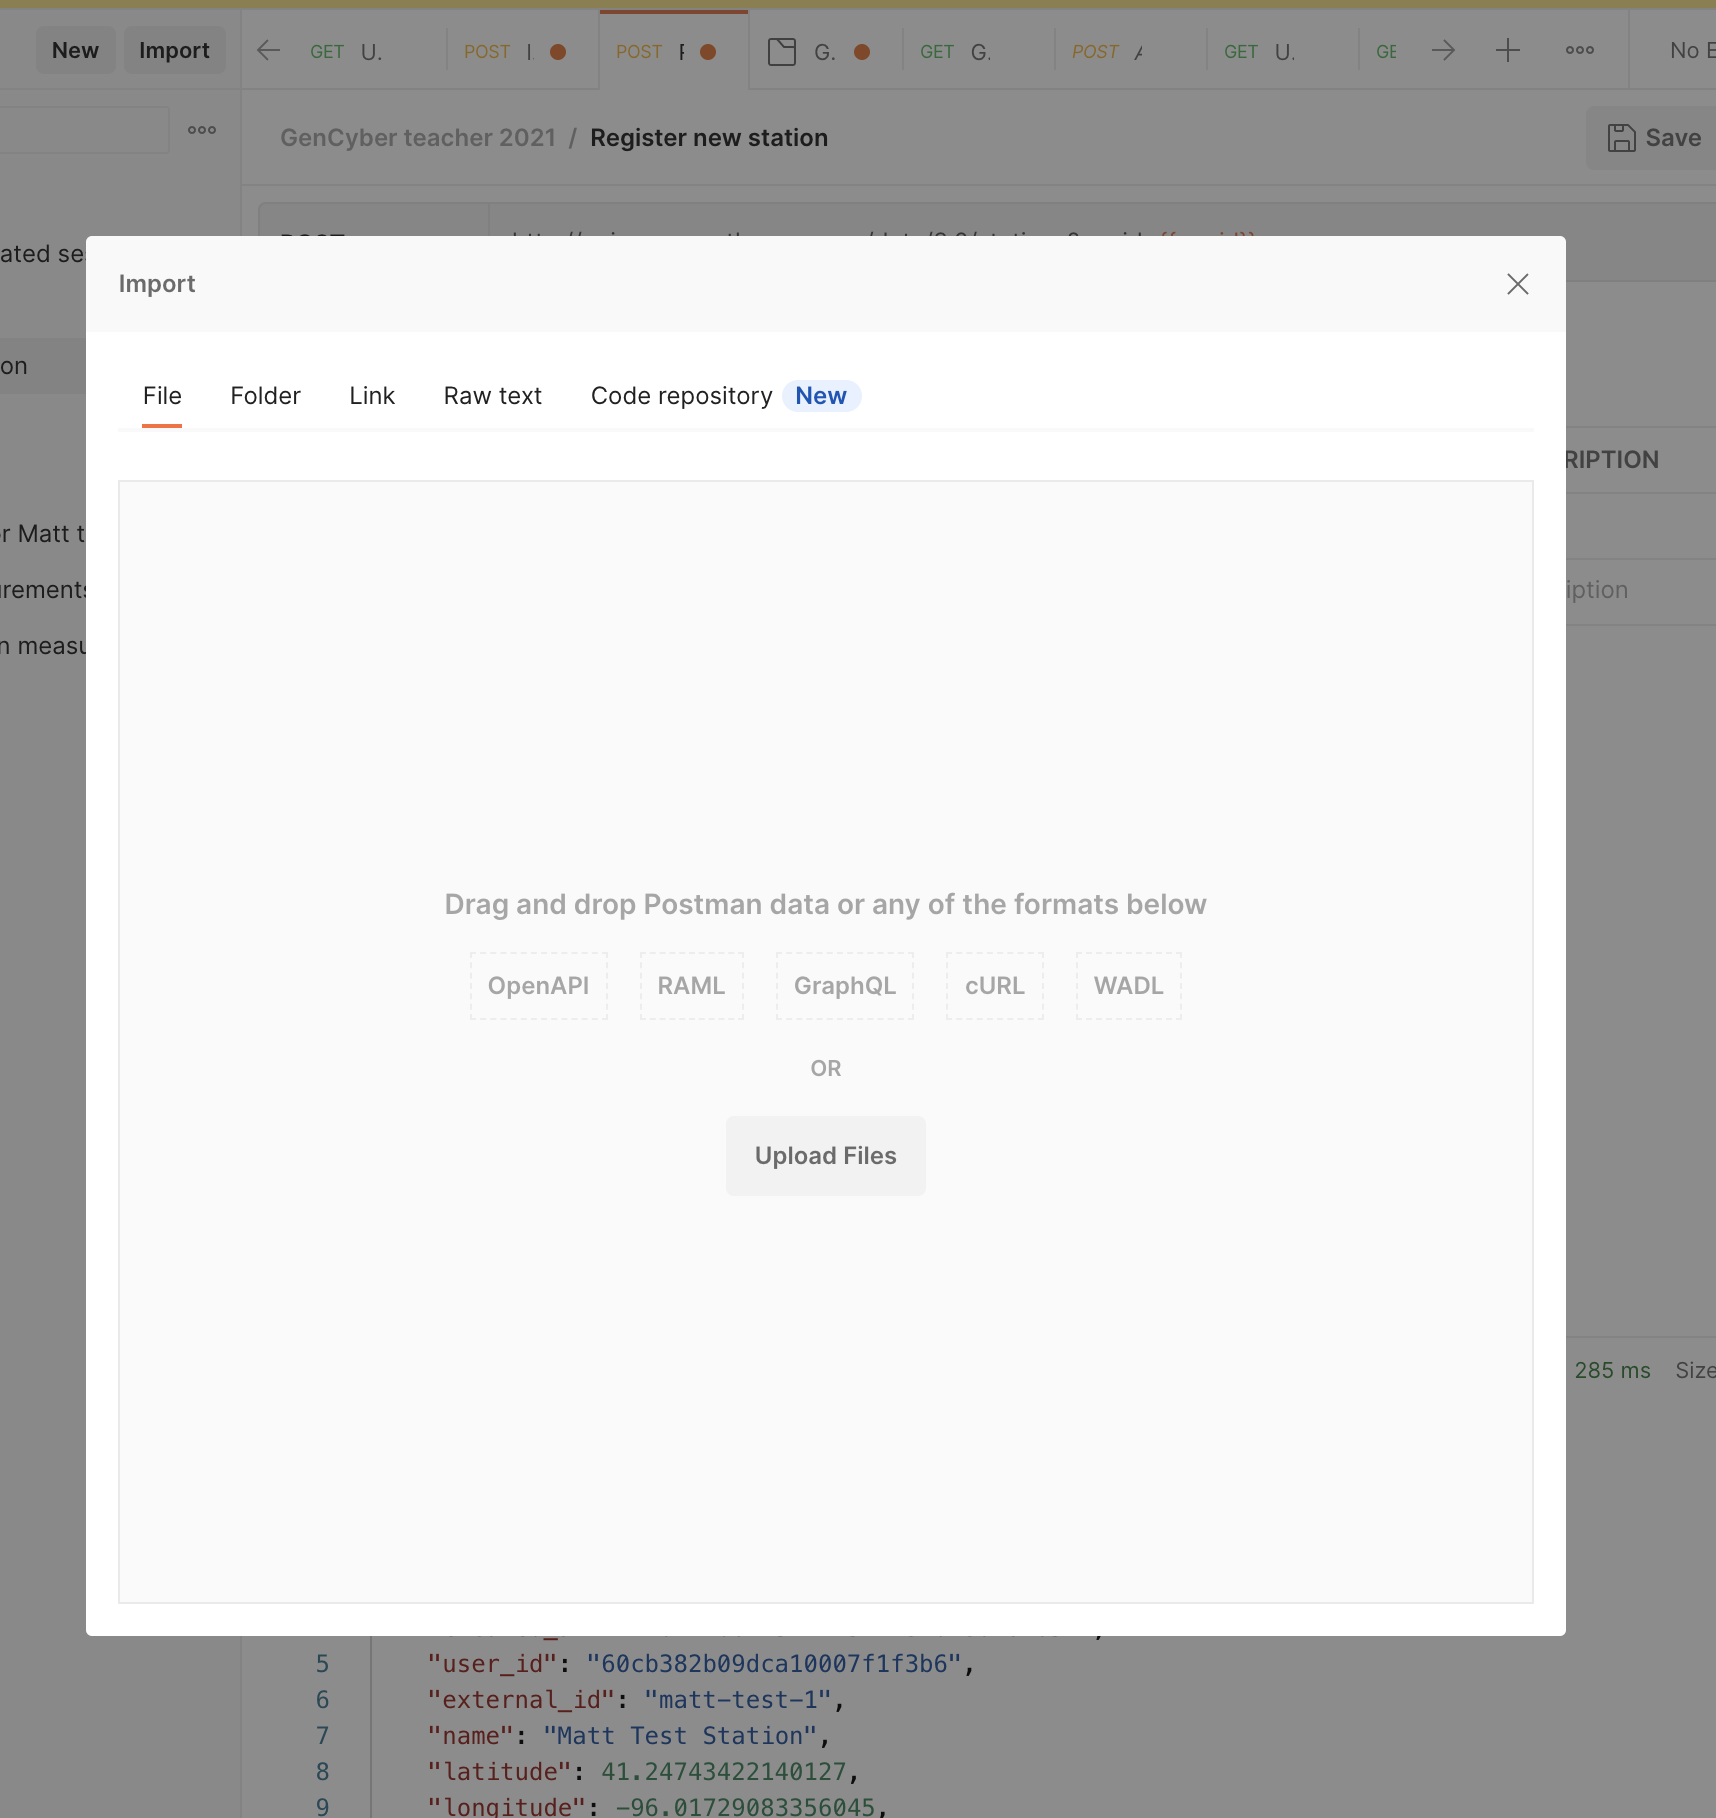 New Import GET U. POST POST G. GET G. POST GET U. GE No E
GenCyber teacher 2021 / Register new station Save
ated se
Import
on
File Folder Link Raw text Code repository New
RIPTION
r Matt t
rements
iption
n measu
Drag and drop Postman data or any of the formats below
OpenAPI RAML GraphQL cURL WADL
OR
Upload Files
285 ms Size
5 "user_id": "60cb382b09dca10007f1f3b6",
6 "external_id": "matt-test-1",
7 "name": "Matt Test Station",
8 "latitude": 41.24743422140127,
9 "longitude": -96.01729083356045,